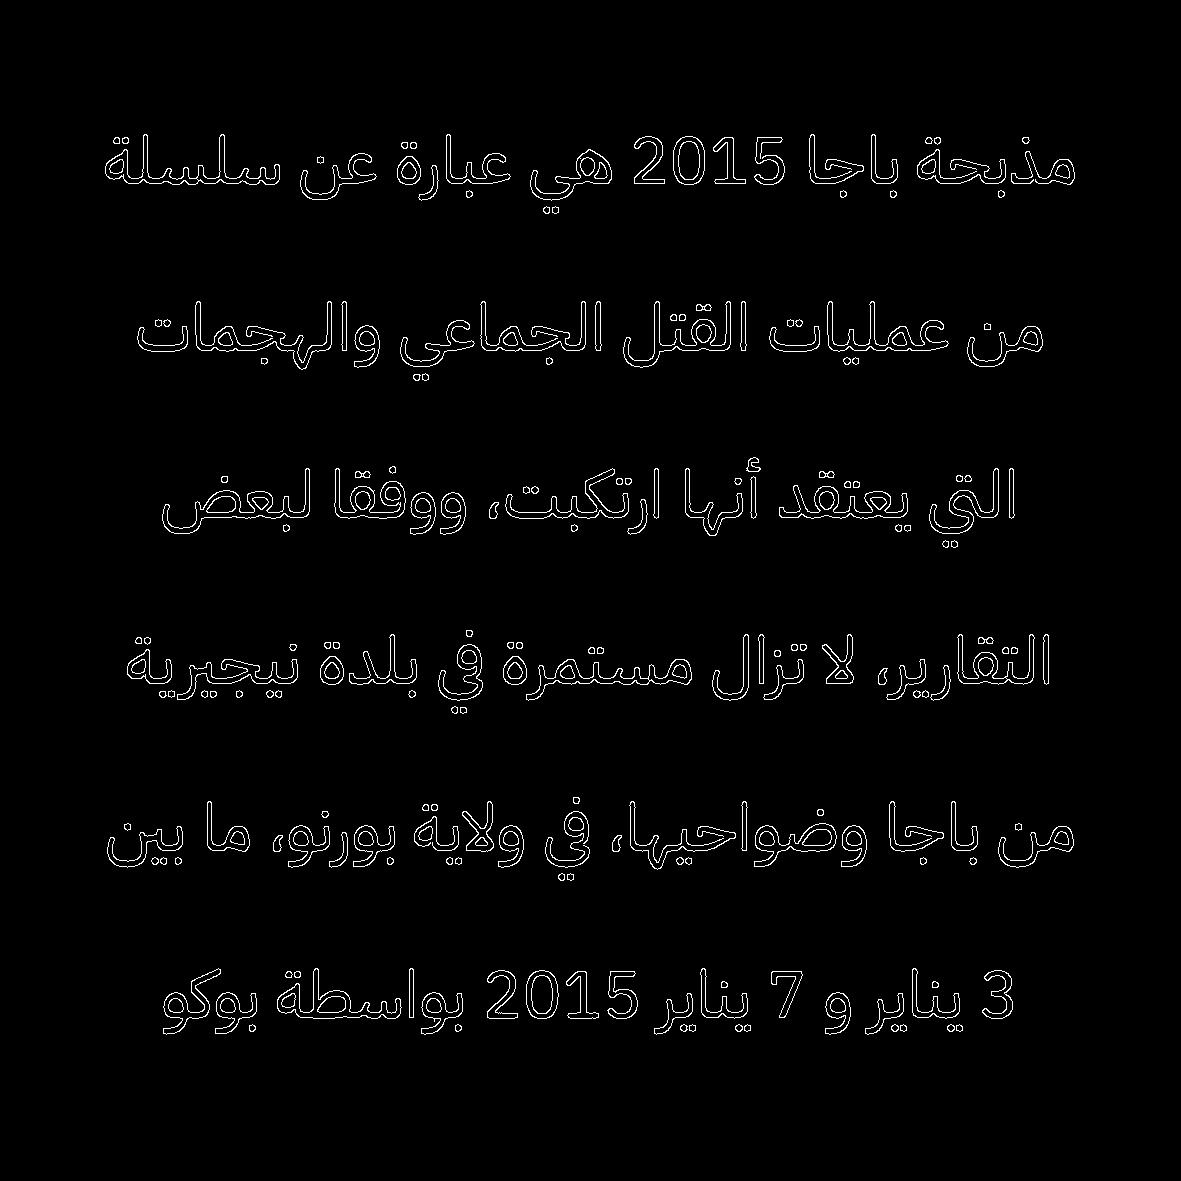 مذبحة باجا 2015 هي عبارة عن سلسلة
من عمليات القتل الجماعي والهجمات
التي يعتقد أنها ارتكبت، ووفقا لبعض
التقارير، لا تزال مستمرة في بلدة نيجيرية
من باجا وضواحيها، في ولاية بورنو، ما بين
3 يناير و 7 يناير 2015 بواسطة بوكو